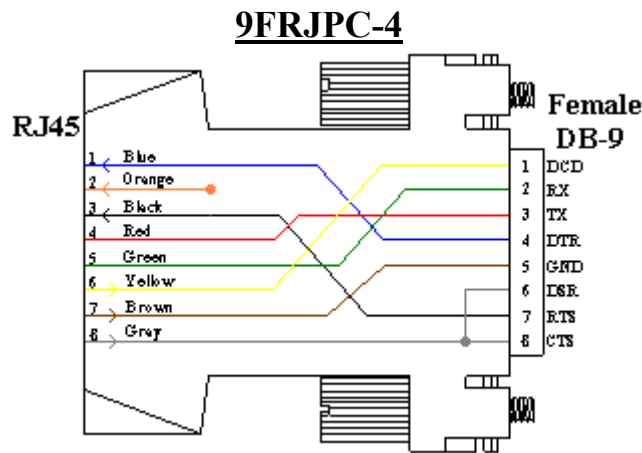 9FRJPC-4
RJ45
Female
DB-9
1 Blue
2 Orange
3 Black
4 Red
5 Green
6 Yellow
7 Brown
8 Gray
1 DCD
2 RX
3 TX
4 DTR
5 GND
6 DSR
7 RTS
8 CTS